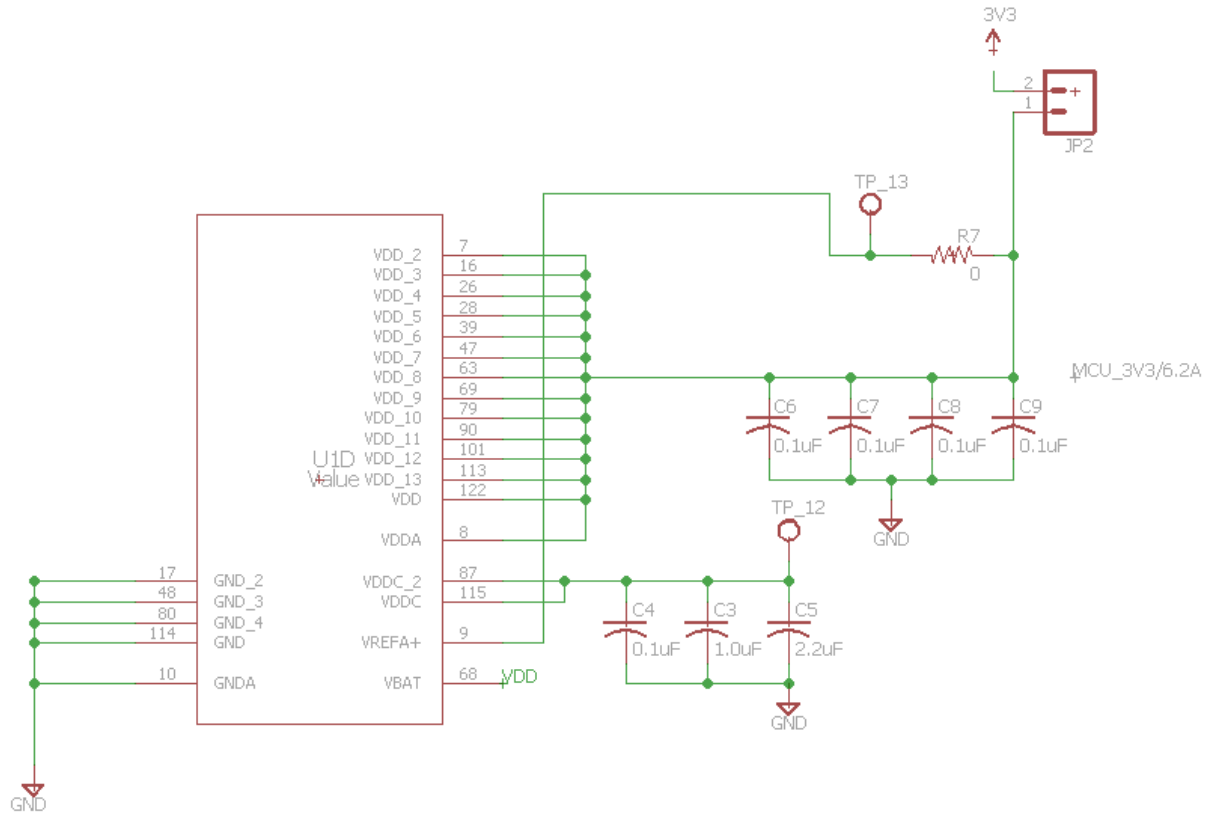 3V3
2 +
1
JP2
TP_13
R7
0
VDD_2 7
VDD_3 16
VDD_4 26
VDD_5 28
VDD_6 39
VDD_7 47
VDD_8 63
MCU_3V3/6.2A
VDD_9 69
VDD_10 79
VDD_11 90
VDD_12 101
VDD_13 113
VDD 122
U1D
Value
C6 C7 C8 C9
0.1uF 0.1uF 0.1uF 0.1uF
TP_12
GND
VDDA 8
17 GND_2 VDDC_2 87
48 GND_3 VDDC 115
80 GND_4
114 GND VREFA+ 9
C4 C3 C5
0.1uF 1.0uF 2.2uF
10 GNDA VBAT 68 VDD
GND
GND